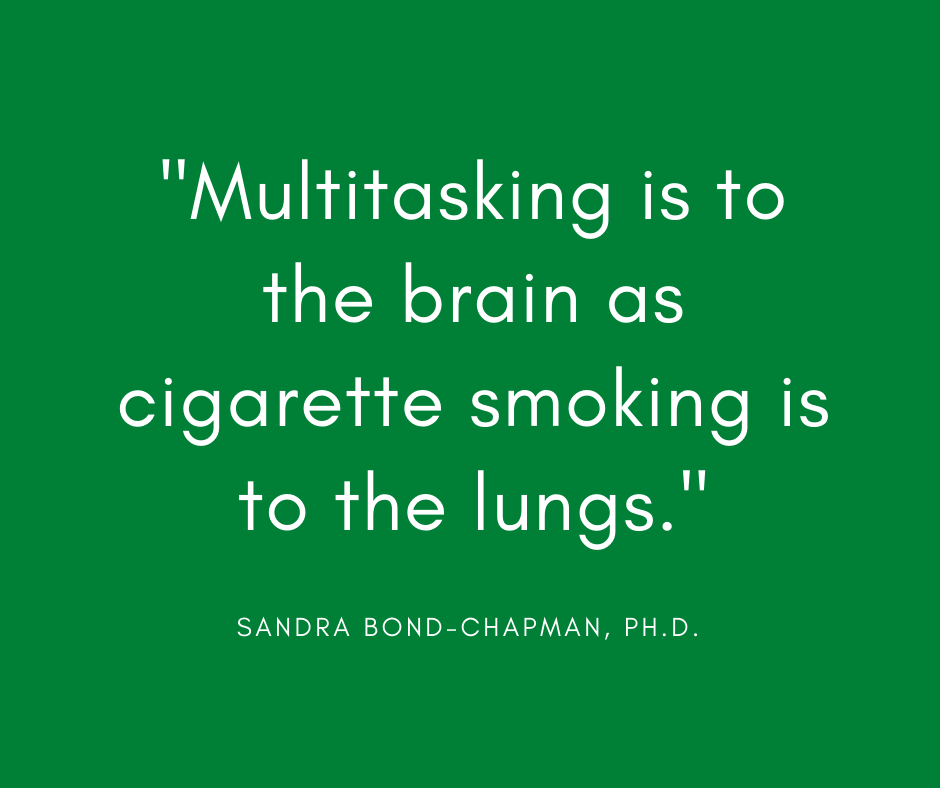 "Multitasking is to
the brain as
cigarette smoking is
to the lungs."
SANDRA BOND-CHAPMAN, PH.D.